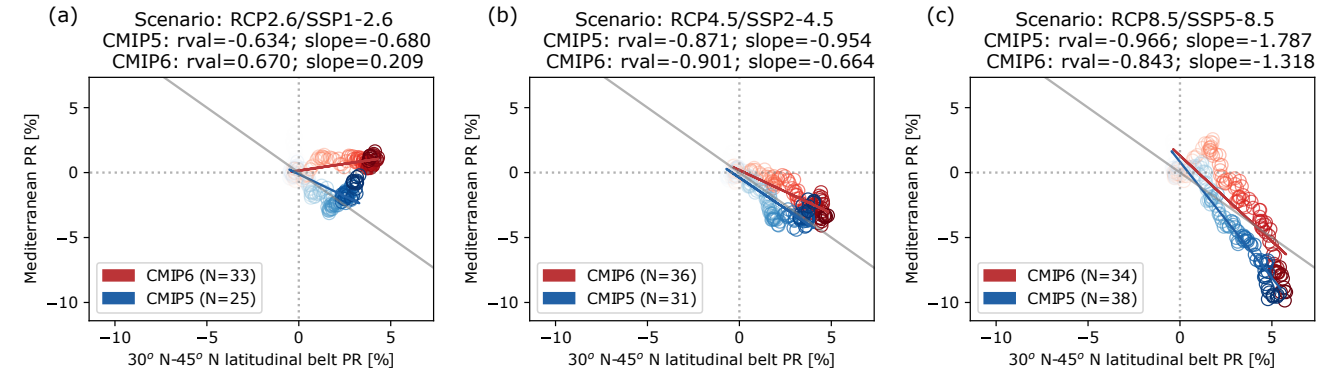 (a)
Scenario: RCP2.6/SSP1-2.6
CMIP5: rval=-0.634; slope=-0.680
CMIP6: rval=0.670; slope=0.209
Mediterranean PR [%]
5
0
−5
−10
CMIP6 (N=33)
CMIP5 (N=25)
−10
−5
0
5
30° N-45° N latitudinal belt PR [%]
(b)
Scenario: RCP4.5/SSP2-4.5
CMIP5: rval=-0.871; slope=-0.954
CMIP6: rval=-0.901; slope=-0.664
Mediterranean PR [%]
5
0
−5
−10
CMIP6 (N=36)
CMIP5 (N=31)
−10
−5
0
5
30° N-45° N latitudinal belt PR [%]
(c)
Scenario: RCP8.5/SSP5-8.5
CMIP5: rval=-0.966; slope=-1.787
CMIP6: rval=-0.843; slope=-1.318
Mediterranean PR [%]
5
0
−5
−10
CMIP6 (N=34)
CMIP5 (N=38)
−10
−5
0
5
30° N-45° N latitudinal belt PR [%]